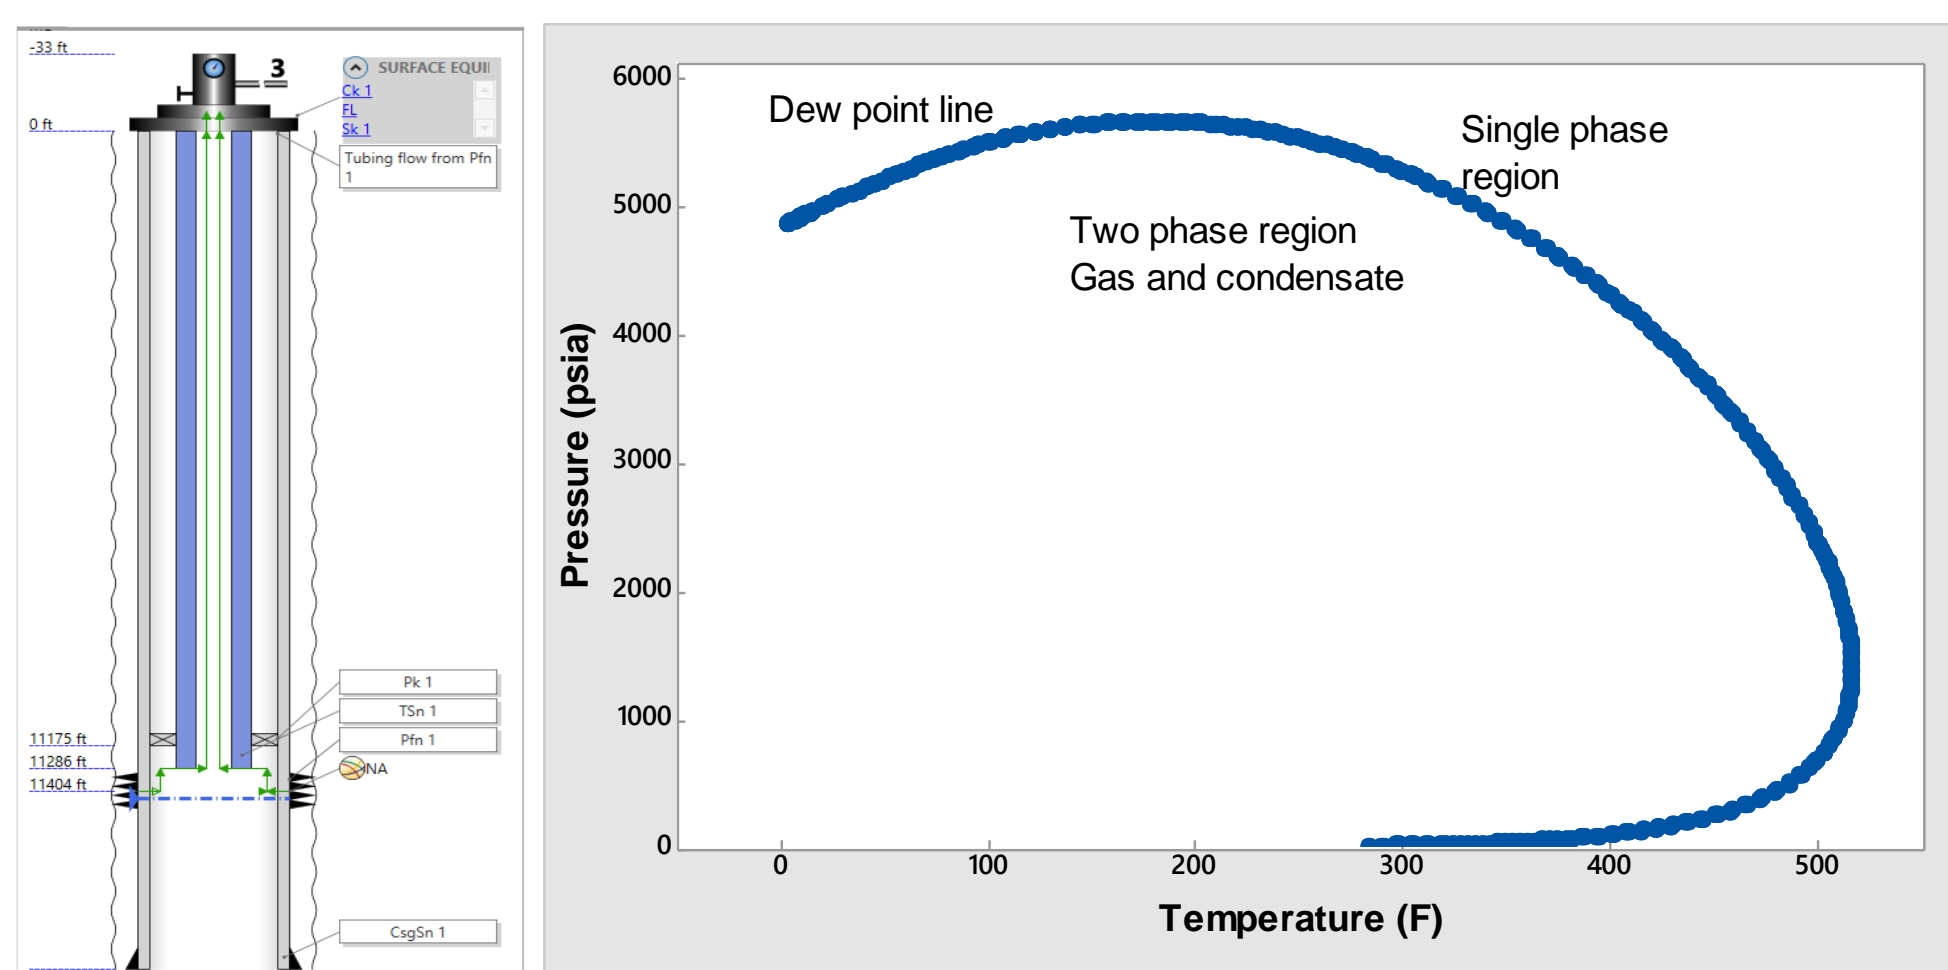 -33 ft
3
SURFACE EQUI
Ck 1
FL
Sk 1
0 ft
Tubing flow from Pfn
1
Pk 1
TSn 1
11175 ft
Pfn 1
11286 ft
NA
11404 ft
CsgSn 1
Dew point line
Single phase
region
Two phase region
Gas and condensate
Pressure (psia)
6000
5000
4000
3000
2000
1000
0
0
100
200
300
400
500
Temperature (F)